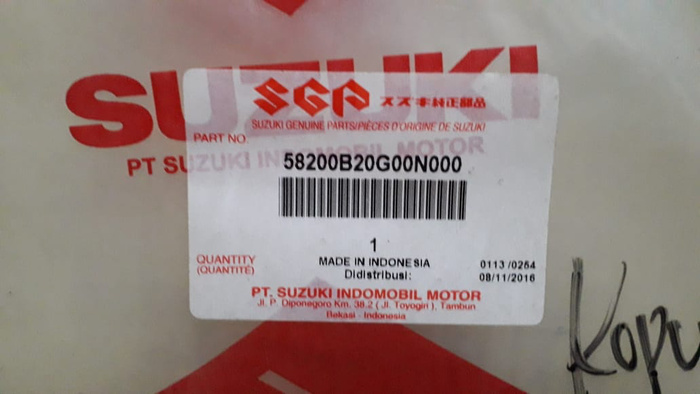 SUZUKI
PT SUZUKI INDOMOBIL MOTOR
SGP スズキ純正部品
SUZUKI GENUINE PARTS/PIÈCES D'ORIGINE DE SUZUKI
PART NO.
58200B20G00N000
1
QUANTITY
(QUANTITÉ)
MADE IN INDONESIA
Didistribusi:
0113 /0254
08/11/2016
PT. SUZUKI INDOMOBIL MOTOR
Jl. P. Diponegoro Km. 38.2 ( Jl. Toyogiri ), Tambun
Bekasi - Indonesia